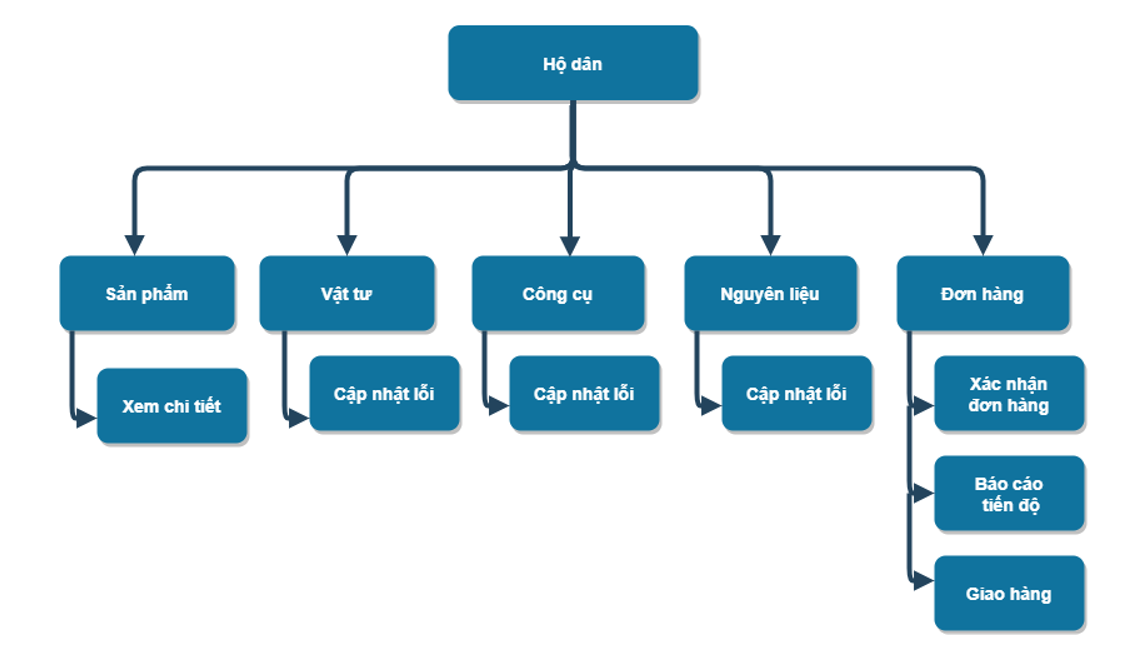 Hộ dân
Sản phẩm
Vật tư
Công cụ
Nguyên liệu
Đơn hàng
Xem chi tiết
Cập nhật lỗi
Cập nhật lỗi
Cập nhật lỗi
Xác nhận
đơn hàng
Báo cáo
tiến độ
Giao hàng